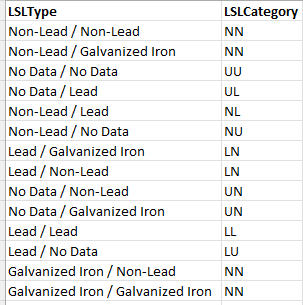 LSLType LSLCategory
Non-Lead / Non-Lead NN
Non-Lead / Galvanized Iron NN
No Data / No Data UU
No Data / Lead UL
Non-Lead / Lead NL
Non-Lead / No Data NU
Lead / Galvanized Iron LN
Lead / Non-Lead LN
No Data / Non-Lead UN
No Data / Galvanized Iron UN
Lead / Lead LL
Lead / No Data LU
Galvanized Iron / Non-Lead NN
Galvanized Iron / Galvanized Iron NN